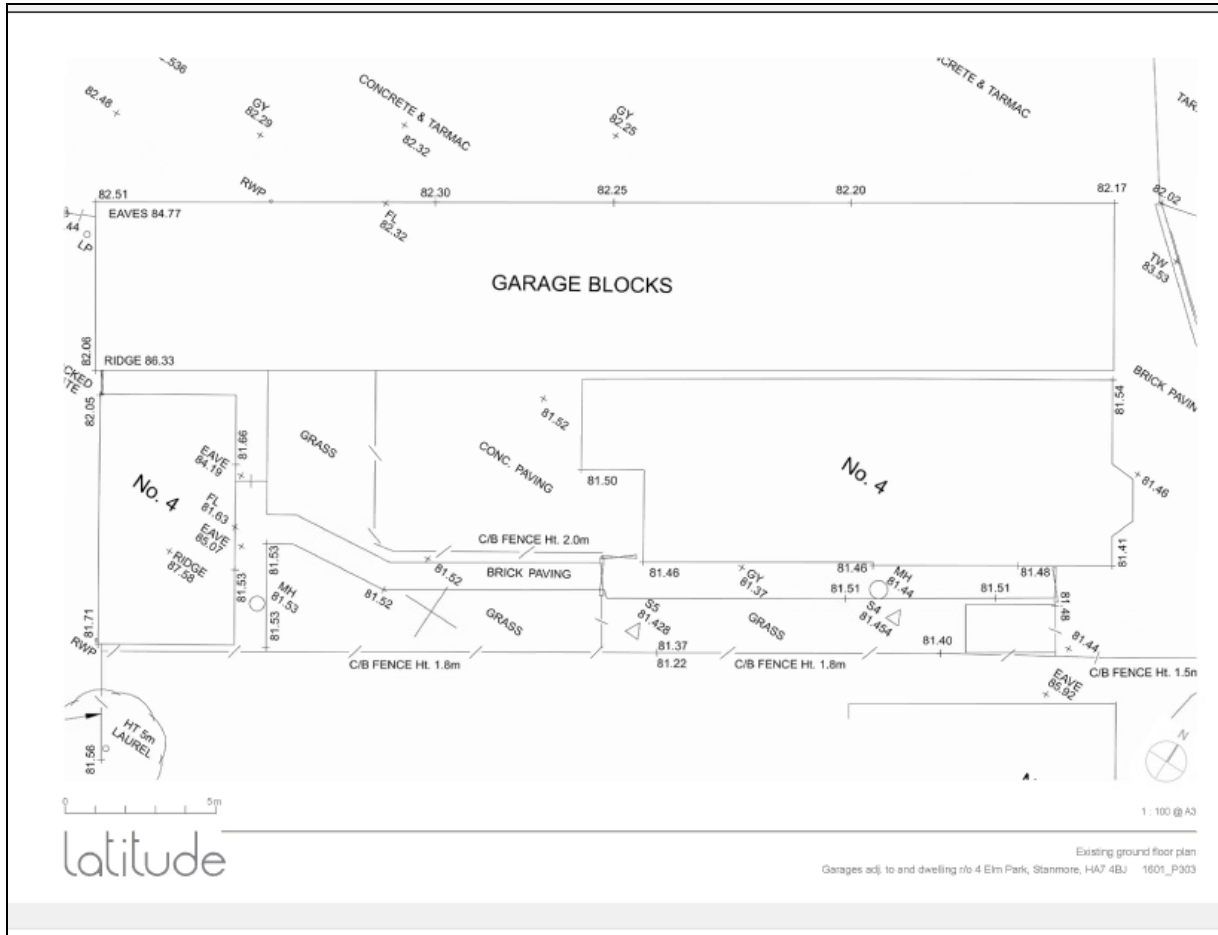 .536
82.48
GY
82.29
CONCRETE & TARMAC
82.32
GY
82.25
CRETE & TARMAC
TAR
82.51
RWP
82.30
82.25
82.20
82.17
82.02
EAVES 84.77
FL
82.32
44
LP
GARAGE BLOCKS
TW
83.53
82.06
RIDGE 86.33
BRICK PAVIN
CKED
TE
82.05
81.66
GRASS
81.52
81.54
EAVE
84.19
No. 4
FL
81.63
EAVE
85.07
RIDGE
87.58
CONC. PAVING
81.50
No. 4
81.46
C/B FENCE Ht. 2.0m
81.41
81.53
81.53
MH
81.53
81.53
81.52
BRICK PAVING
81.52
81.46
GY
81.37
81.46
MH
81.44
81.48
81.51
81.51
81.48
GRASS
S5
81.428
GRASS
S4
81.454
81.71
RWP
81.37
81.22
81.40
81.44
C/B FENCE Ht. 1.8m
C/B FENCE Ht. 1.8m
C/B FENCE Ht. 1.5m
EAVE
85.92
HT 5m
LAUREL
81.56
N
0 5m
1 : 100 @ A3
latitude
Existing ground floor plan
Garages adj. to and dwelling r/o 4 Elm Park, Stanmore, HA7 4BJ 1601_P303